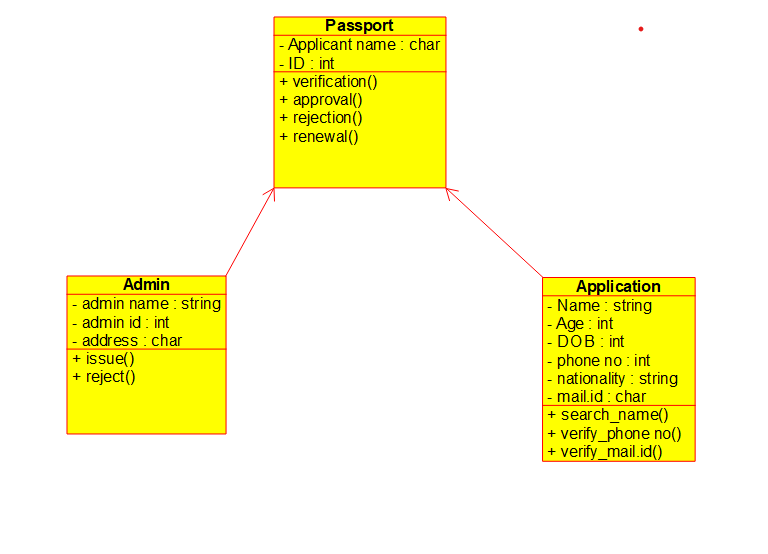 Passport
- Applicant name : char
- ID : int
+ verification()
+ approval()
+ rejection()
+ renewal()
Admin
- admin name : string
- admin id : int
- address : char
+ issue()
+ reject()
Application
- Name : string
- Age : int
- DOB : int
- phone no : int
- nationality : string
- mail.id : char
+ search_name()
+ verify_phone no()
+ verify_mail.id()